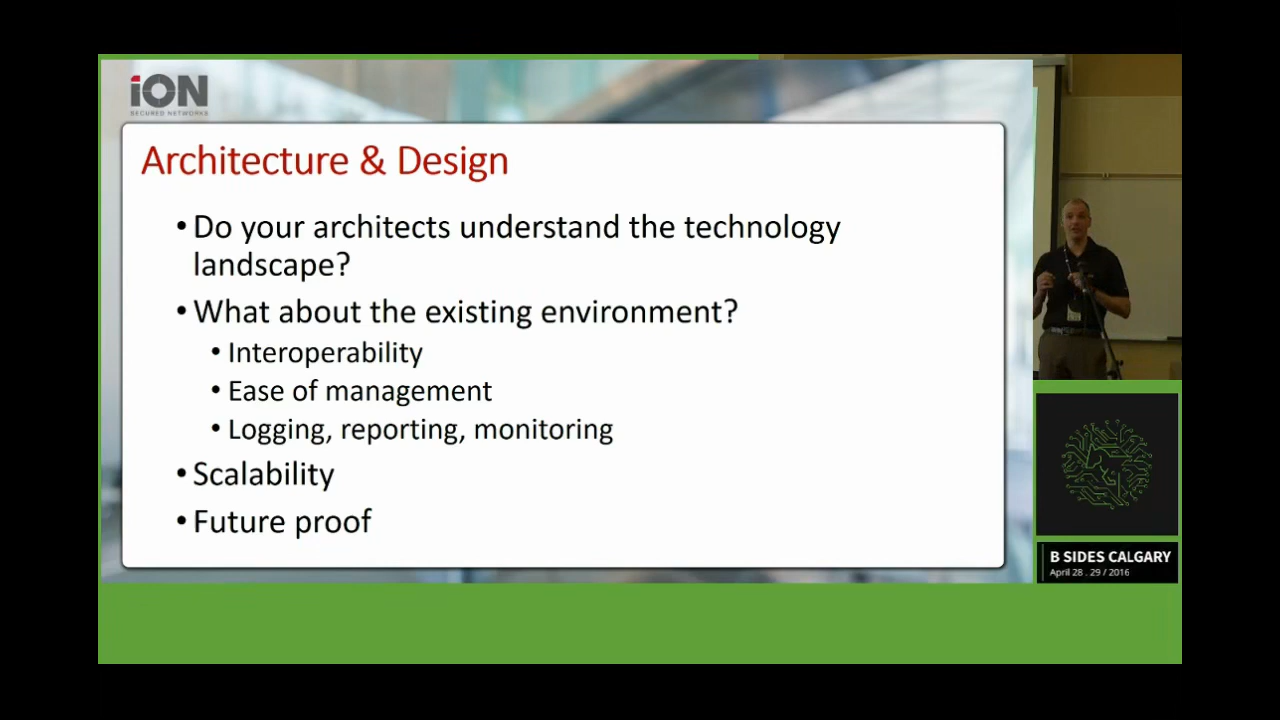 iON
SECURED NETWORKS
Architecture & Design
•Do your architects understand the technology
landscape?
•What about the existing environment?
•Interoperability
•Ease of management
•Logging, reporting, monitoring
•Scalability
•Future proof
B SIDES CALGARY
April 28 . 29 / 2016